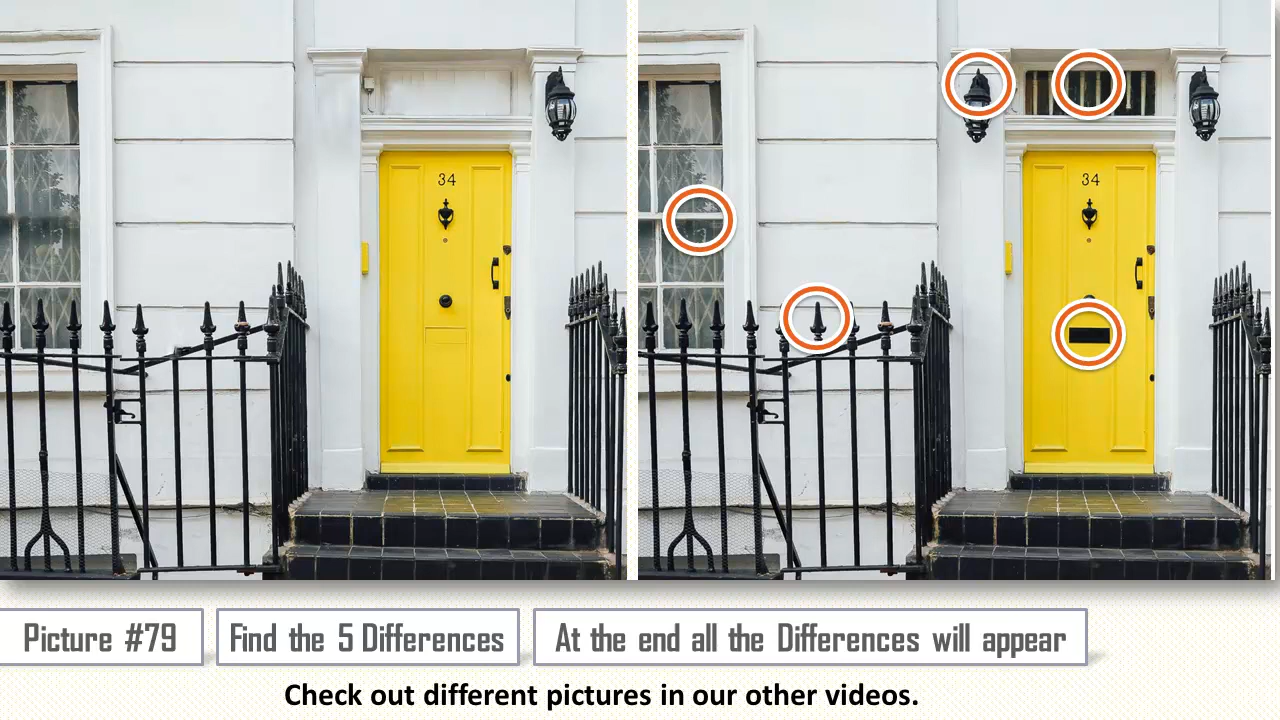 34
34
Picture #79
Find the 5 Differences
At the end all the Differences will appear
Check out different pictures in our other videos.